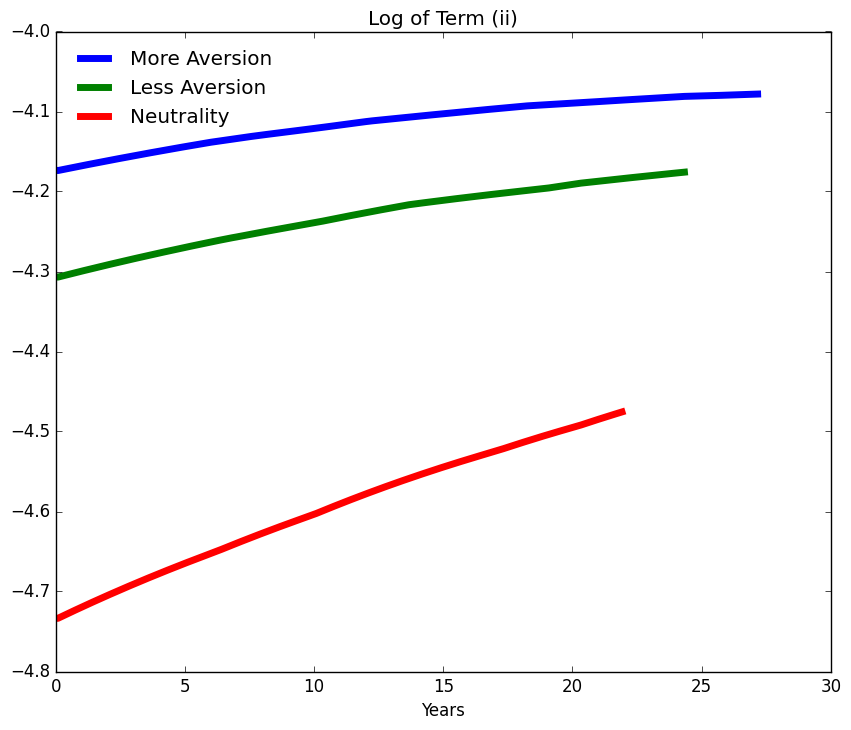 Log of Term (ii)
More Aversion
Less Aversion
Neutrality
−4.0
−4.1
−4.2
−4.3
−4.4
−4.5
−4.6
−4.7
−4.8
0 5 10 15 20 25 30
Years